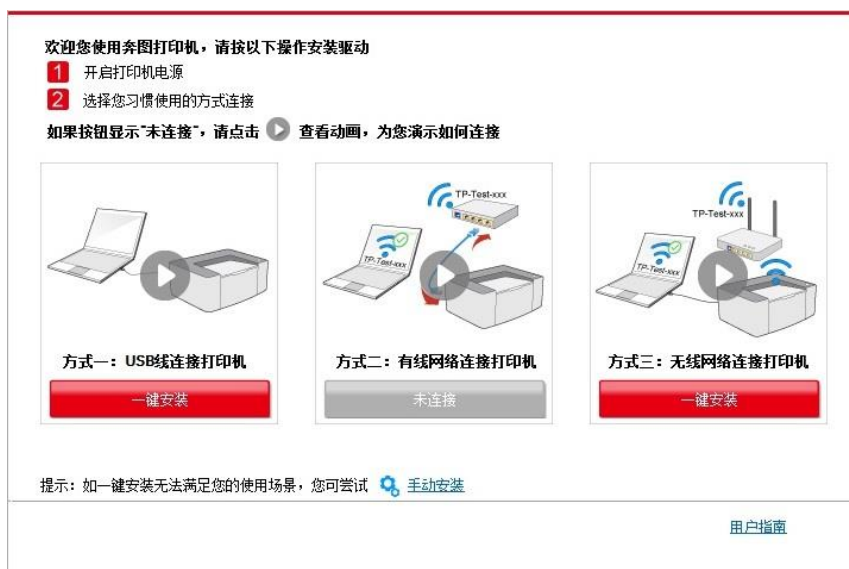 欢迎您使用奔图打印机，请按以下操作安装驱动
1 开启打印机电源
2 选择您习惯使用的方式连接
如果按钮显示"未连接"，请点击 查看动画，为您演示如何连接
TP-Test-xxx
TP-Test-xxx
TP-Test-xxx
TP-Test-xxx
方式一：USB线连接打印机
方式二：有线网络连接打印机
方式三：无线网络连接打印机
一键安装
未连接
一键安装
提示：如一键安装无法满足您的使用场景，您可尝试 手动安装
用户指南